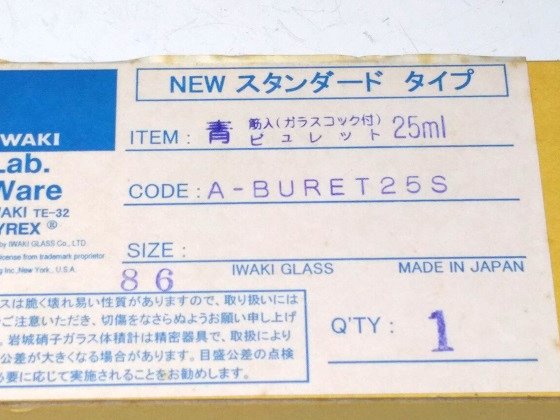 NEW スタンダード タイプ
IWAKI
Lab.
Ware
IWAKI TE-32
PYREX ®
by IWAKI GLASS Co., LTD.
license from trademark proprietor
Inc., New York., U.S.A.
ITEM : 青 筋入(ガラスコック付) ビュレット 25ml
CODE : A-BURET25S
SIZE :
86
IWAKI GLASS MADE IN JAPAN
スは脆く壊れ易い性質がありますので、取り扱いには
ご注意いただき、切傷をなさらぬようお願い申し上げ
。岩城硝子ガラス体積計は精密器具で、取扱により
公差が大きくなる場合があります。目盛公差の点検
必要に応じて実施されることをお勧めします。
Q'TY : 1